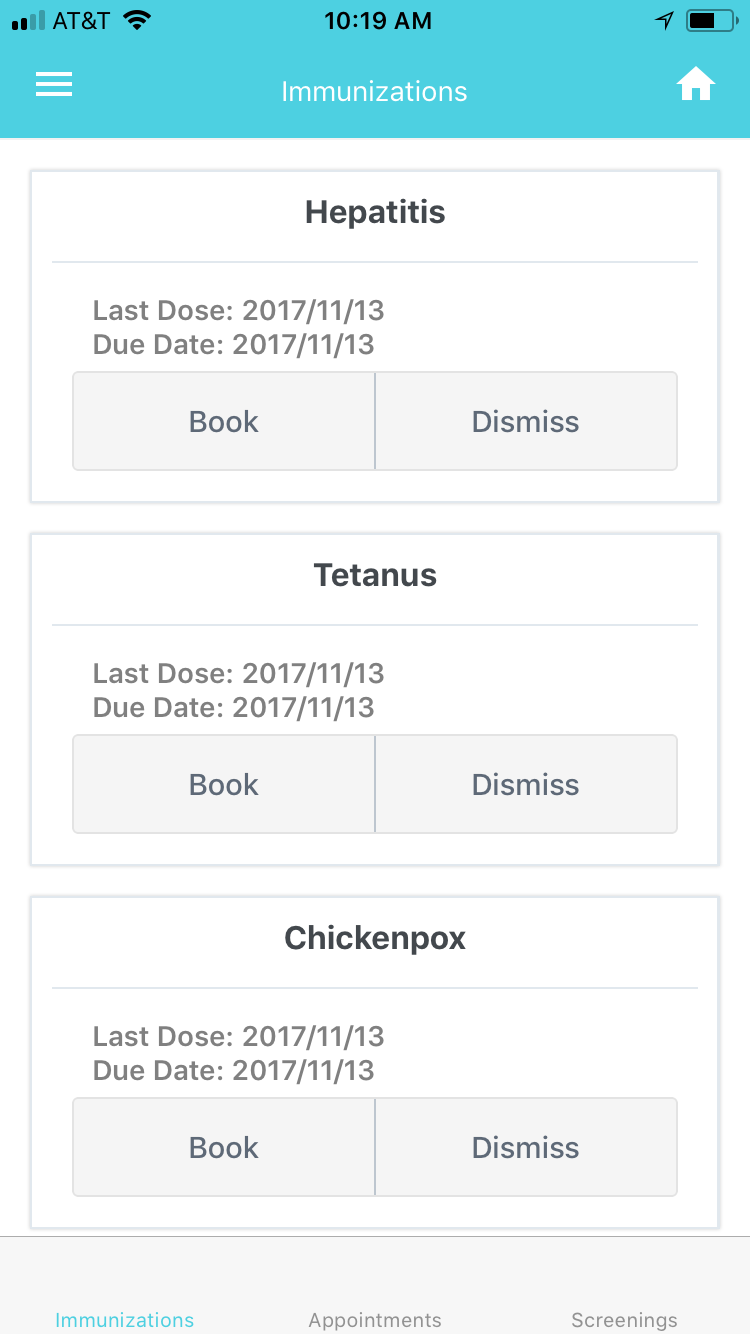 AT&T 10:19 AM
Immunizations
Hepatitis
Last Dose: 2017/11/13
Due Date: 2017/11/13
Book Dismiss
Tetanus
Last Dose: 2017/11/13
Due Date: 2017/11/13
Book Dismiss
Chickenpox
Last Dose: 2017/11/13
Due Date: 2017/11/13
Book Dismiss
Immunizations Appointments Screenings